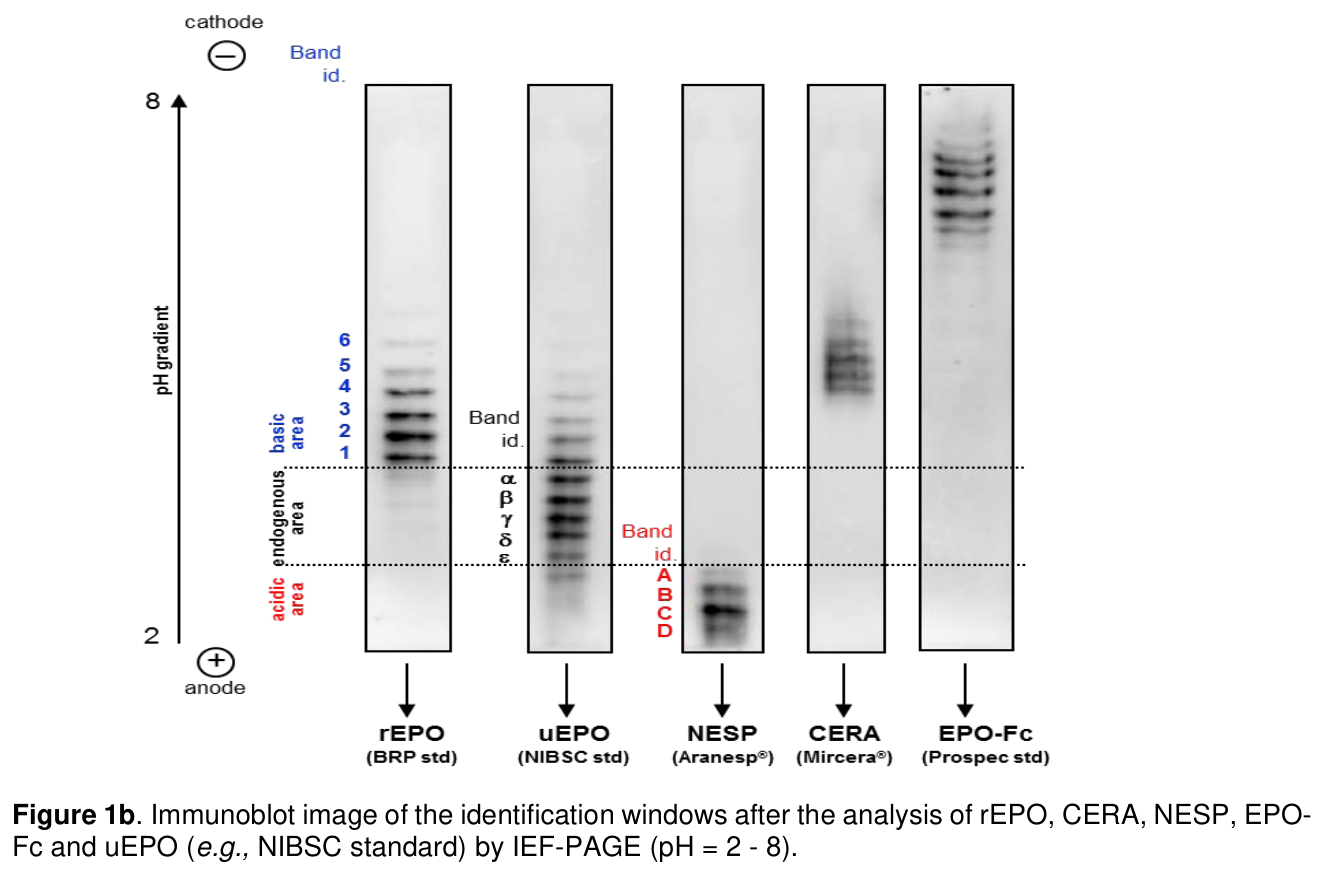 cathode
−
Band
id.
8
pH gradient
6
5
4
3
2
1
basic
area
Band
id.
endogenous
area
α
β
γ
δ
ε
Band
id.
acidic
area
A
B
C
D
2
+
anode
rEPO
(BRP std)
uEPO
(NIBSC std)
NESP
(Aranesp®)
CERA
(Mircera®)
EPO-Fc
(Prospec std)
Figure 1b. Immunoblot image of the identification windows after the analysis of rEPO, CERA, NESP, EPO-
Fc and uEPO (e.g., NIBSC standard) by IEF-PAGE (pH = 2 - 8).